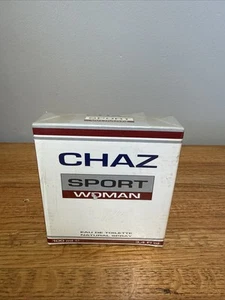 CHAZ
SPORT
WOMAN
EAU DE TOILETTE
NATURAL SPRAY